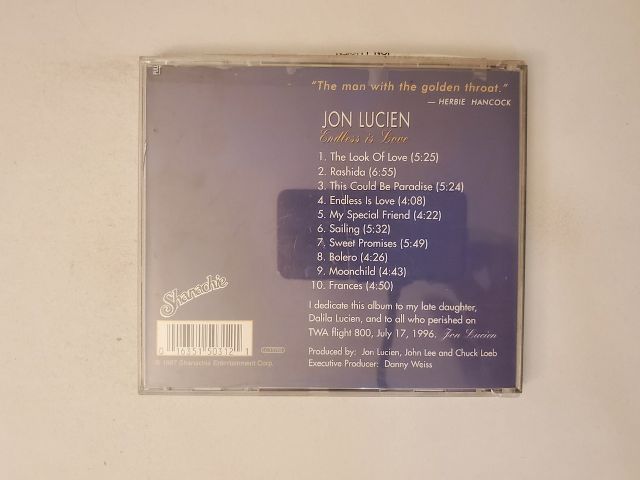 "The man with the golden throat."
— HERBIE HANCOCK
JON LUCIEN
Endless is Love
1. The Look Of Love (5:25)
2. Rashida (6:55)
3. This Could Be Paradise (5:24)
4. Endless Is Love (4:08)
5. My Special Friend (4:22)
6. Sailing (5:32)
7. Sweet Promises (5:49)
8. Bolero (4:26)
9. Moonchild (4:43)
10. Frances (4:50)
Shanachie
I dedicate this album to my late daughter,
Dalila Lucien, and to all who perished on
TWA flight 800, July 17, 1996. Jon Lucien
0 16351 50312 1
Produced by: Jon Lucien, John Lee and Chuck Loeb
Executive Producer: Danny Weiss
© 1997 Shanachie Entertainment Corp.